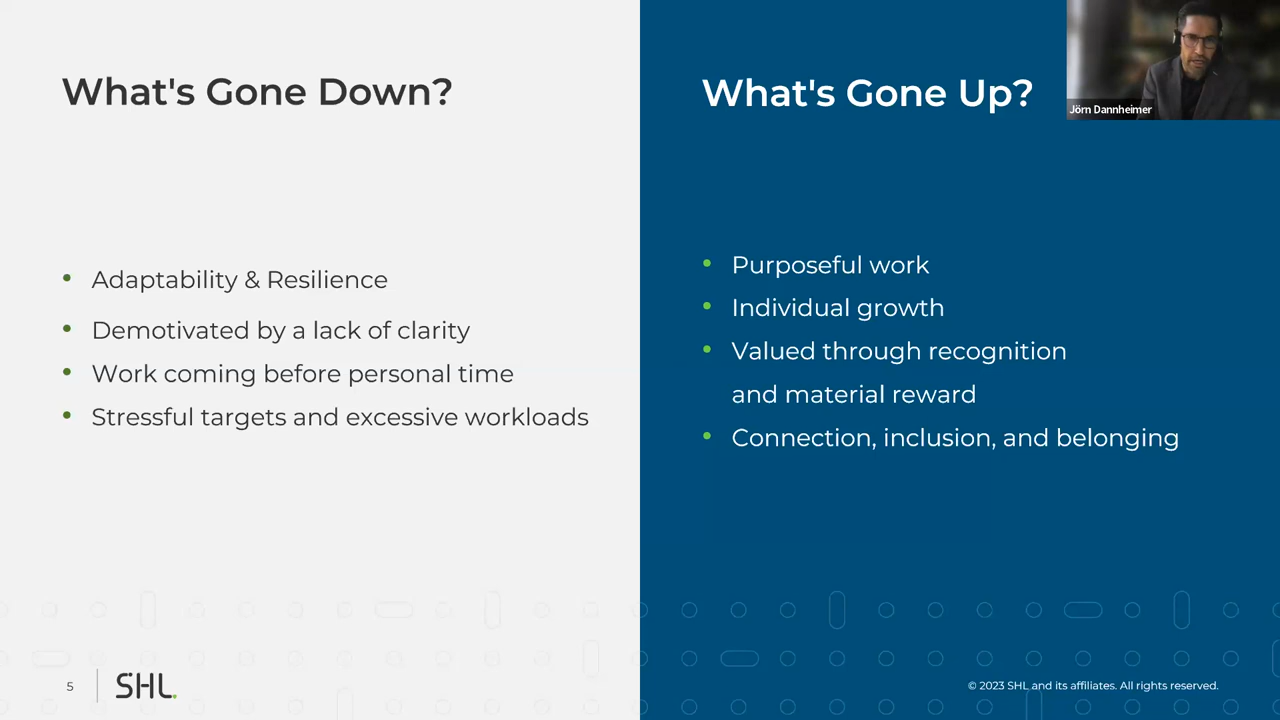 What's Gone Down?
Adaptability & Resilience
Demotivated by a lack of clarity
Work coming before personal time
Stressful targets and excessive workloads
What's Gone Up?
Jörn Dannheimer
Purposeful work
Individual growth
Valued through recognition
and material reward
Connection, inclusion, and belonging
5
SHL.
© 2023 SHL and its affiliates. All rights reserved.